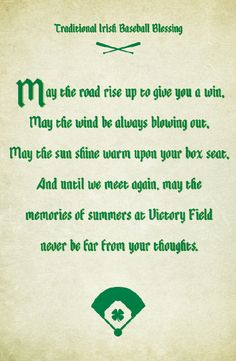 Traditional Irish Baseball Blessing
May the road rise up to give you a win,
May the wind be always blowing out,
May the sun shine warm upon your box seat,
And until we meet again, may the
memories of summers at Victory Field
never be far from your thoughts.